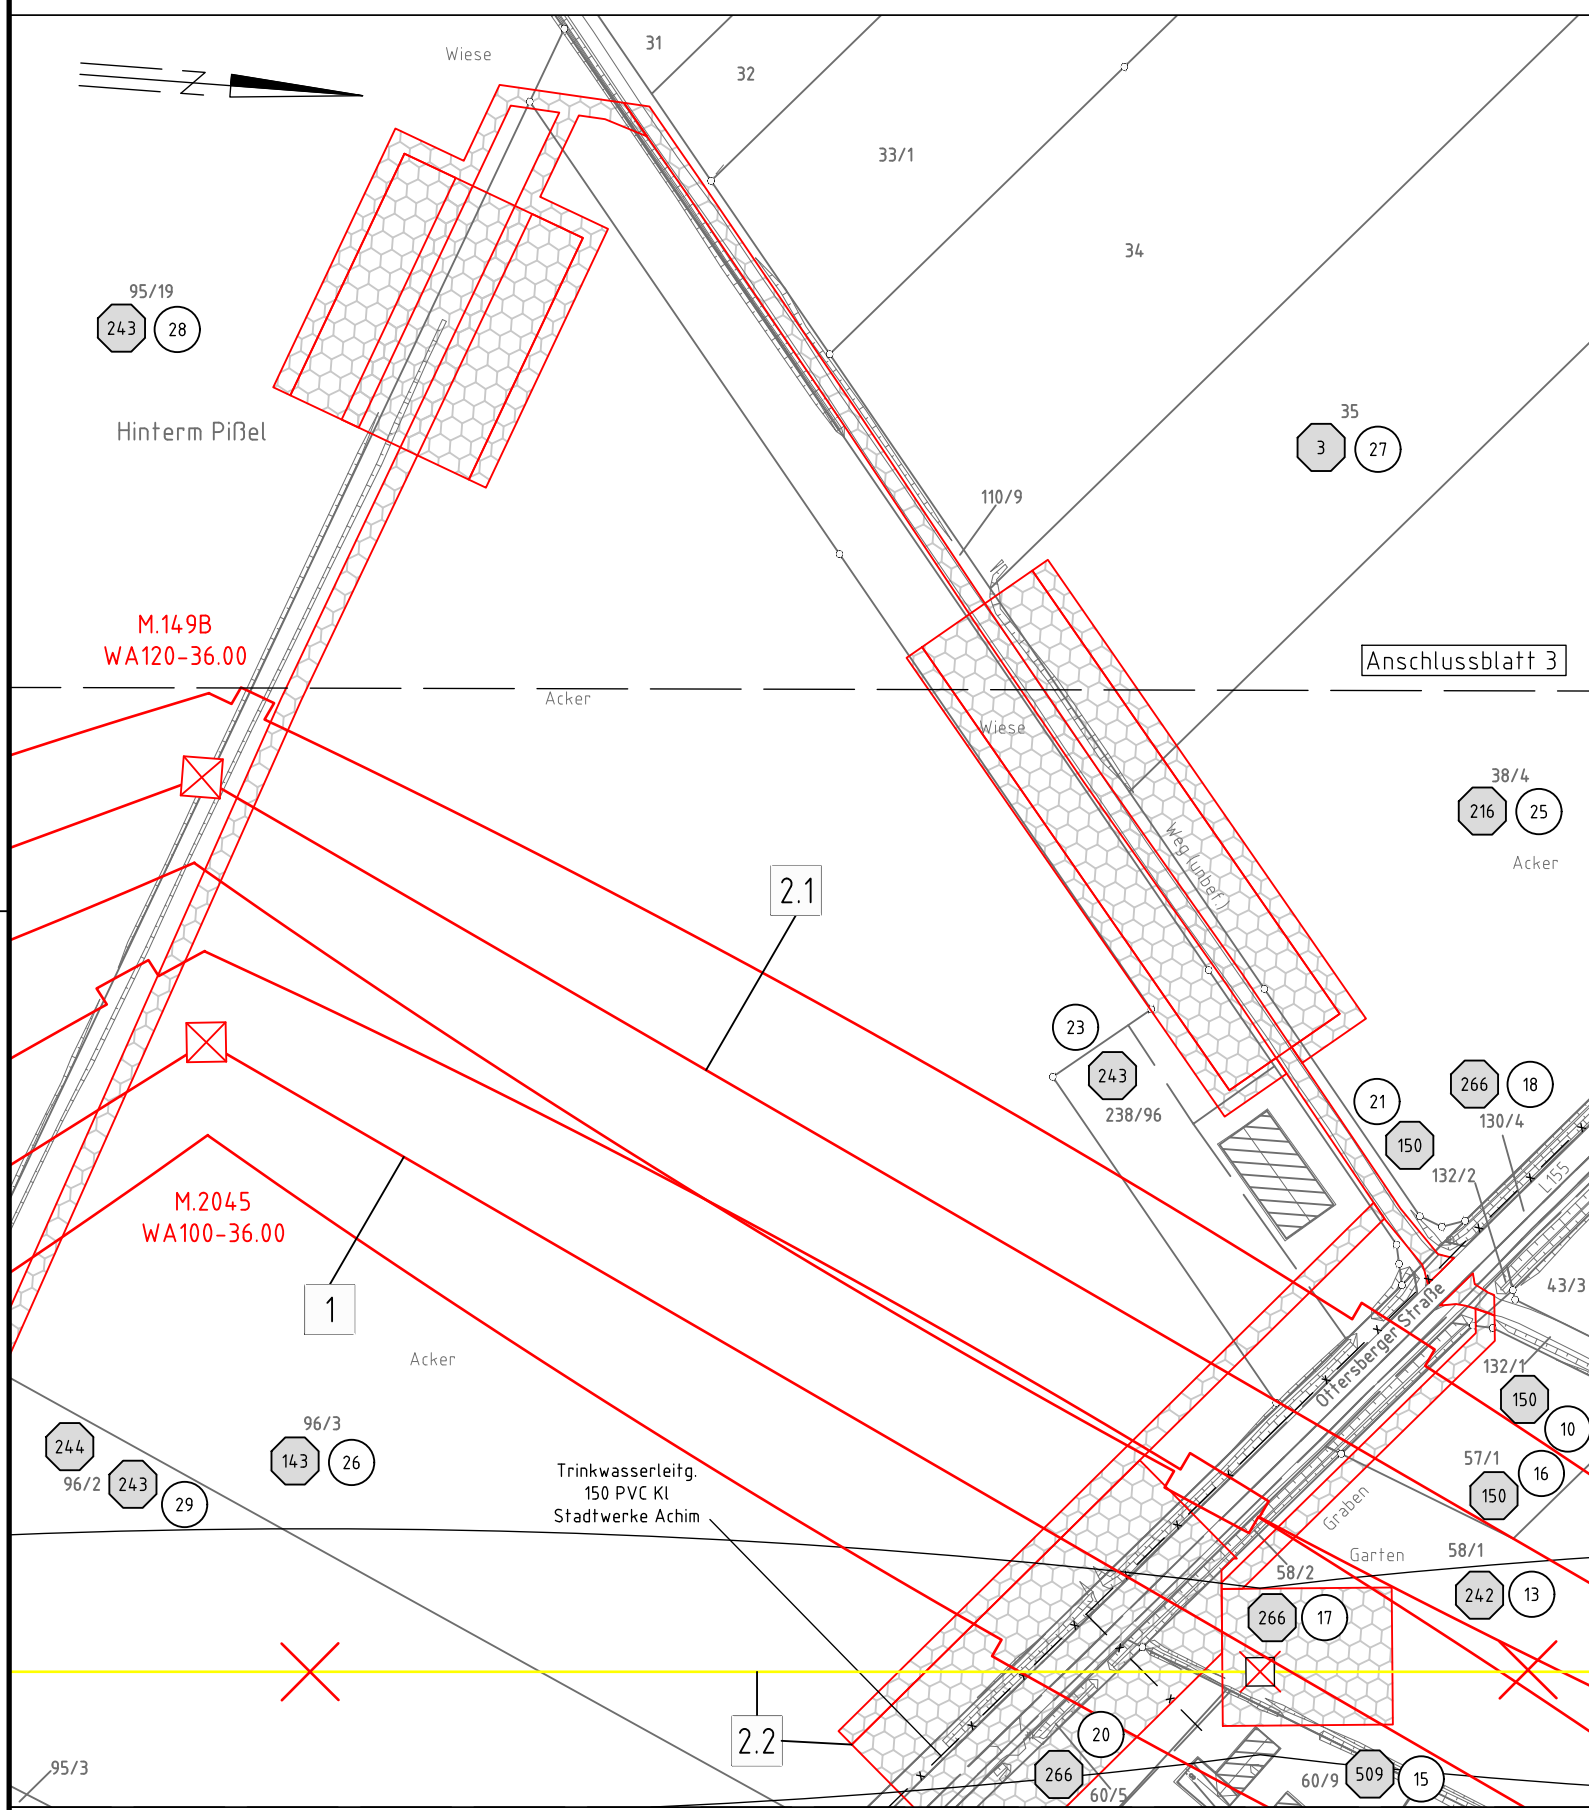 Wiese
31
32
N
33/1
34
95/19
243 28
Hinterm Pißel
35
3 27
110/9
M.149B
WA120-36.00
Anschlussblatt 3
Acker
Wiese
38/4
216 25
Acker
Weg (unbef.)
2.1
23
243
238/96
266 18
130/4
21
150
132/2
L155
M.2045
WA100-36.00
43/3
1
Ottersberger Straße
Acker
132/1
150
10
96/3
143 26
244
96/2
243
29
57/1
16
150
Trinkwasserleitg.
150 PVC Kl
Stadtwerke Achim
Graben
Garten
58/1
58/2
242 13
266 17
2.2
20
266
60/5
60/9
509
15
95/3